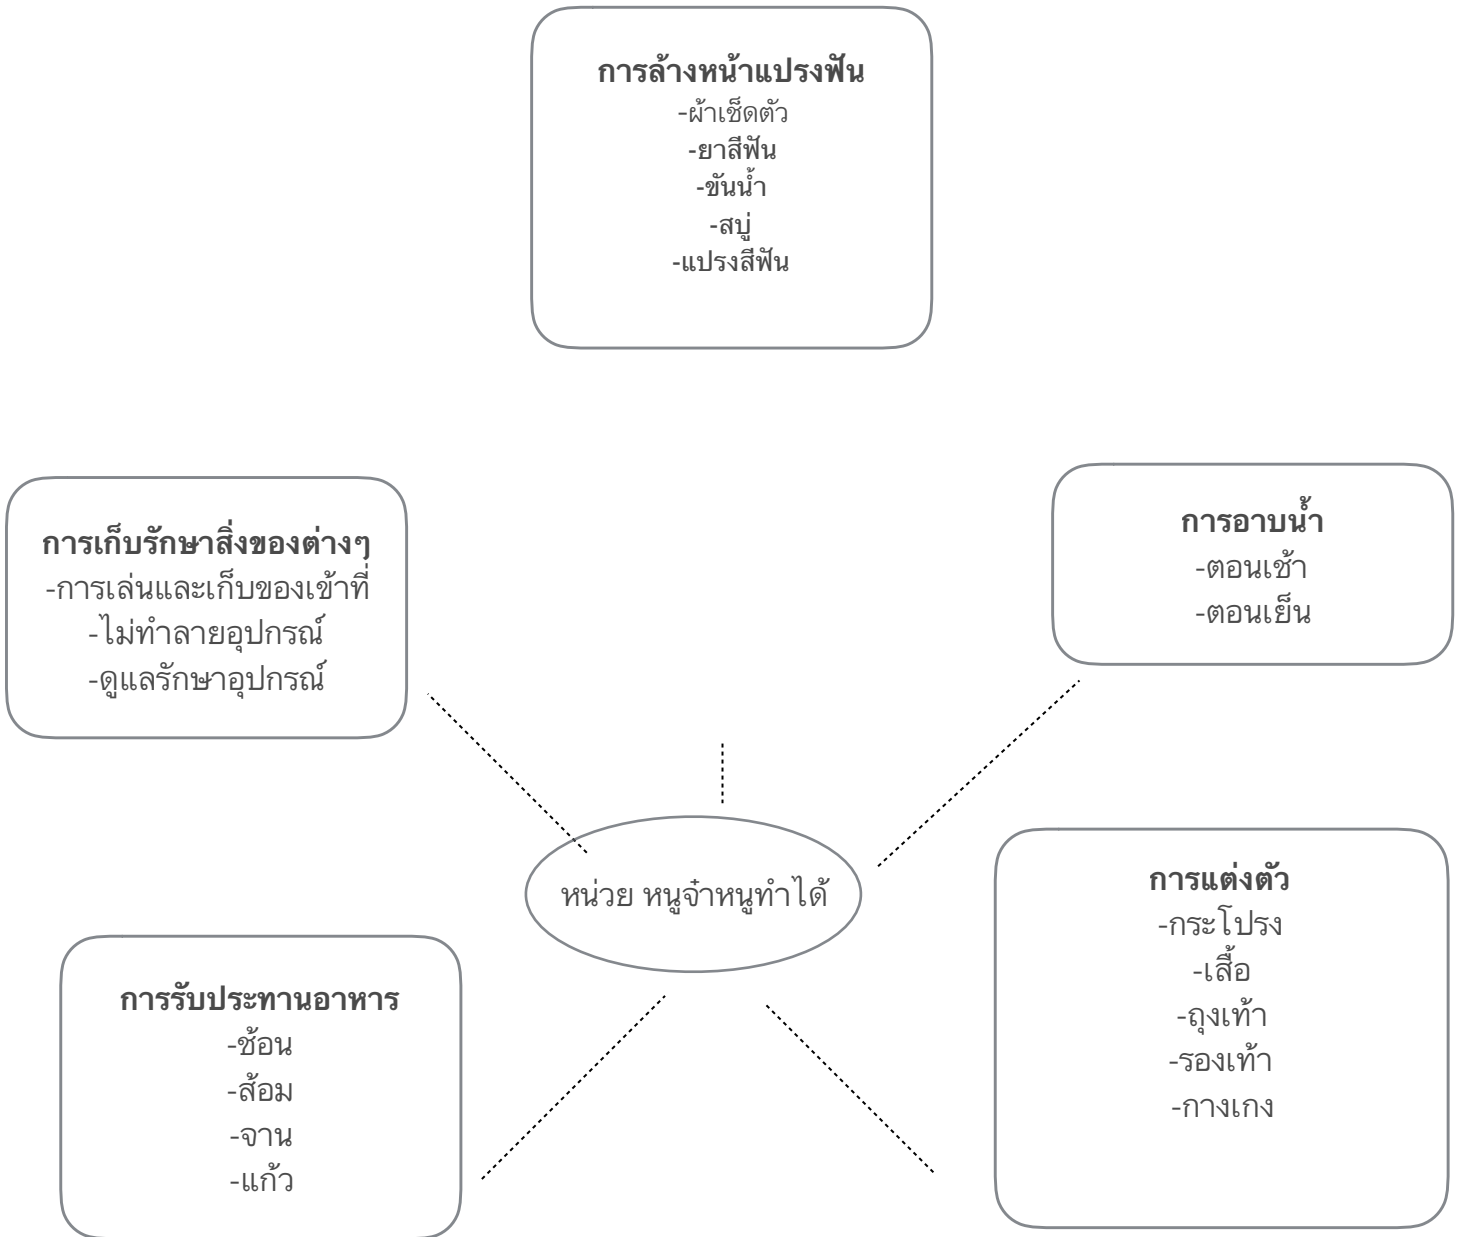 การล้างหน้าแปรงฟัน
-ผ้าเช็ดตัว
-ยาสีฟัน
-ขันน้ำ
-สบู่
-แปรงสีฟัน
การเก็บรักษาสิ่งของต่างๆ
-การเล่นและเก็บของเข้าที่
-ไม่ทำลายอุปกรณ์
-ดูแลรักษาอุปกรณ์
การอาบน้ำ
-ตอนเช้า
-ตอนเย็น
หน่วย หนูจ๋าหนูทำได้
การแต่งตัว
-กระโปรง
-เสื้อ
-ถุงเท้า
-รองเท้า
-กางเกง
การรับประทานอาหาร
-ช้อน
-ส้อม
-จาน
-แก้ว